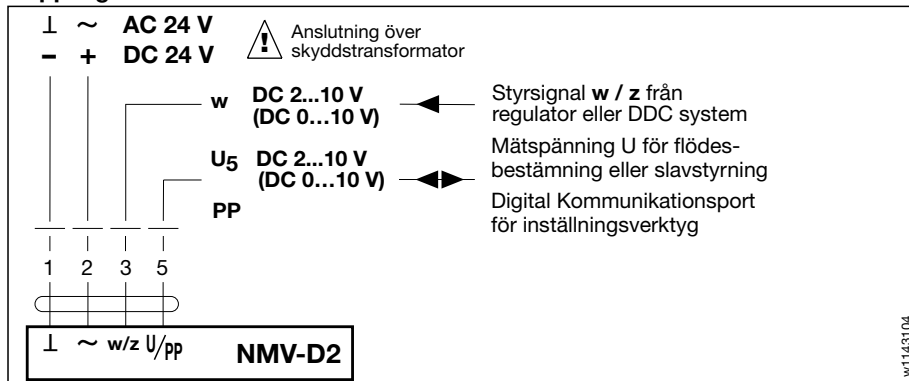 ⊥ ~ AC 24 V
– + DC 24 V
Anslutning över
skyddstransformator
w DC 2...10 V
(DC 0…10 V)
Styrsignal w / z från
regulator eller DDC system
U5 DC 2...10 V
(DC 0…10 V)
Mätspänning U för flödes-
bestämning eller slavstyrning
PP
Digital Kommunikationsport
för inställningsverktyg
1 2 3 5
⊥ ~ w/z U/PP NMV-D2
w1143104